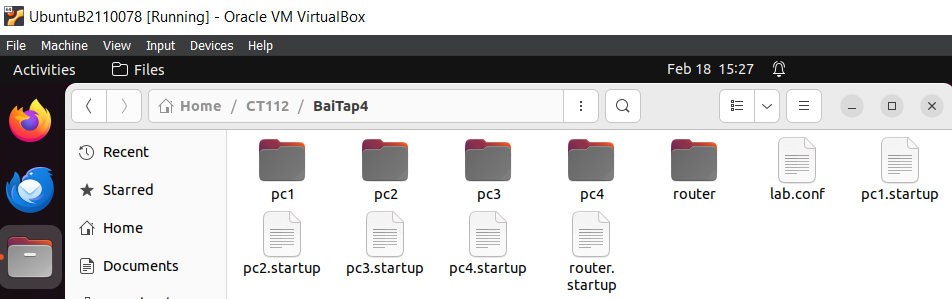 UbuntuB2110078 [Running] - Oracle VM VirtualBox
File Machine View Input Devices Help
Activities Files Feb 18 15:27
Home / CT112 / BaiTap4
Recent
Starred
Home
Documents
pc1 pc2 pc3 pc4 router lab.conf pc1.startup
pc2.startup pc3.startup pc4.startup router.
startup